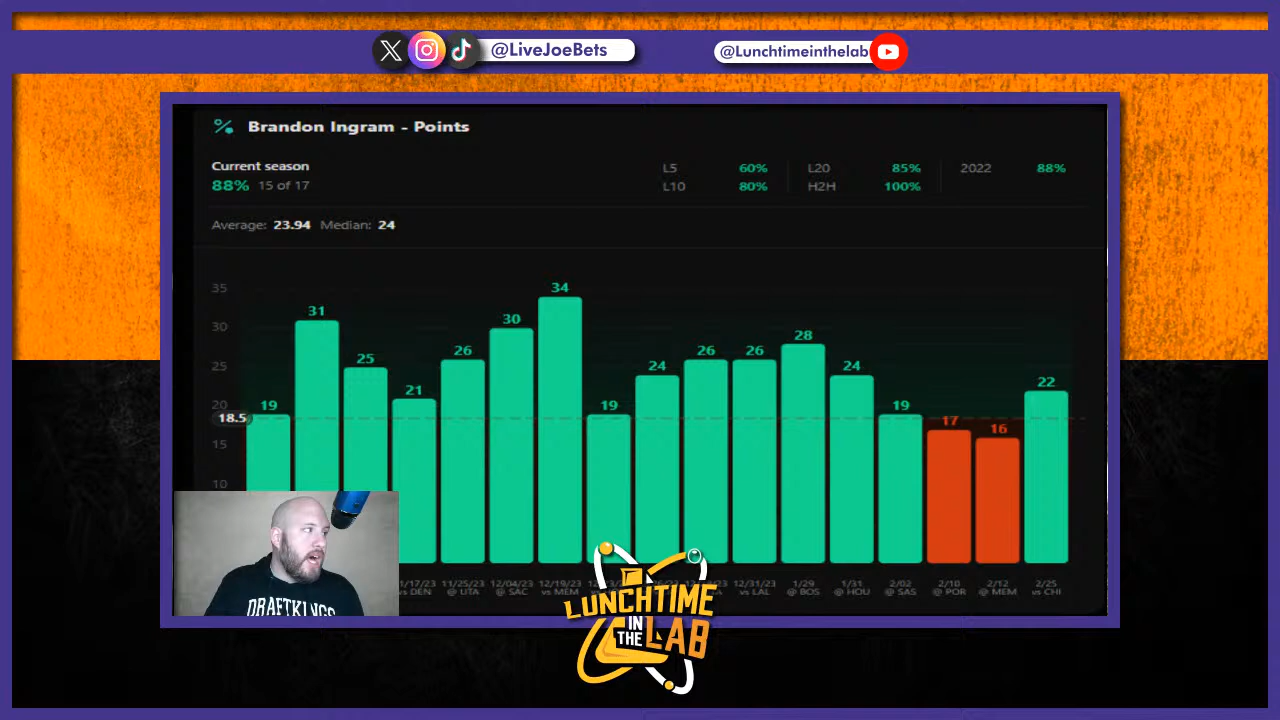 @LiveJoeBets
@Lunchtimeinthelab
Brandon Ingram - Points
Current season
88% 15 of 17
L5 60% L20 85% 2022 88%
L10 80% H2H 100%
Average: 23.94 Median: 24
35
30
25
20
18.5
15
10
19 31 25 21 26 30 34 19 24 26 26 28 24 19 17 16 22
1/17/23 11/25/23 12/04/23 12/19/23 12/31/23 1/29 1/31 2/02 2/10 2/12 2/25
vs DEN @ UTA @ SAC vs MEM vs LAL @ BOS @ HOU @ SAS @ POR @ MEM vs CHI
DRAFTKINGS
LUNCHTIME
IN
THE LAB